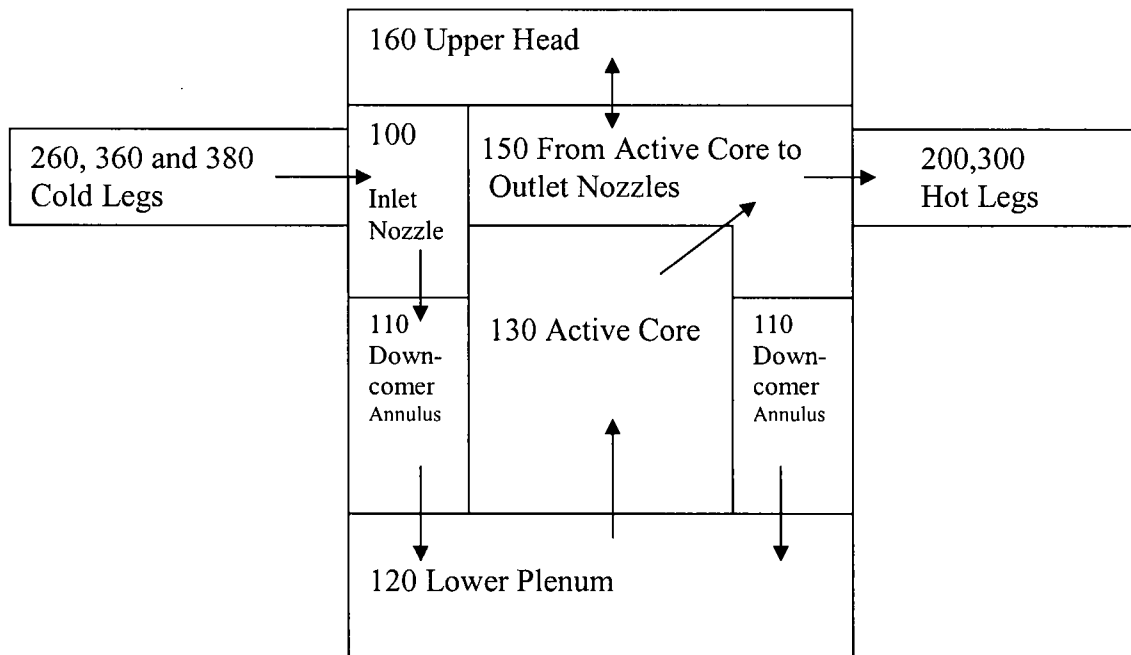 160 Upper Head
260, 360 and 380
Cold Legs
100
Inlet
Nozzle
150 From Active Core to
Outlet Nozzles
200,300
Hot Legs
110
Down-
comer
Annulus
130 Active Core
110
Down-
comer
Annulus
120 Lower Plenum